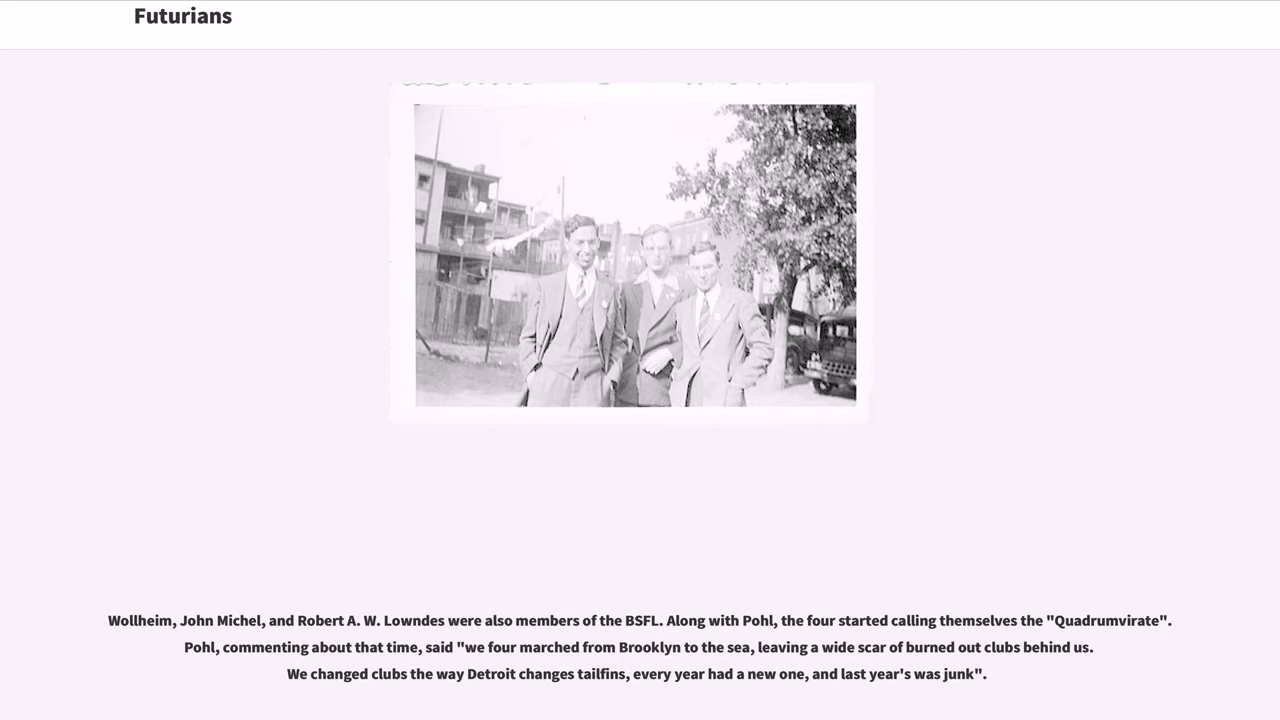 Futurians
Wollheim, John Michel, and Robert A. W. Lowndes were also members of the BSFL. Along with Pohl, the four started calling themselves the "Quadrumvirate".
Pohl, commenting about that time, said "we four marched from Brooklyn to the sea, leaving a wide scar of burned out clubs behind us.
We changed clubs the way Detroit changes tailfins, every year had a new one, and last year's was junk".